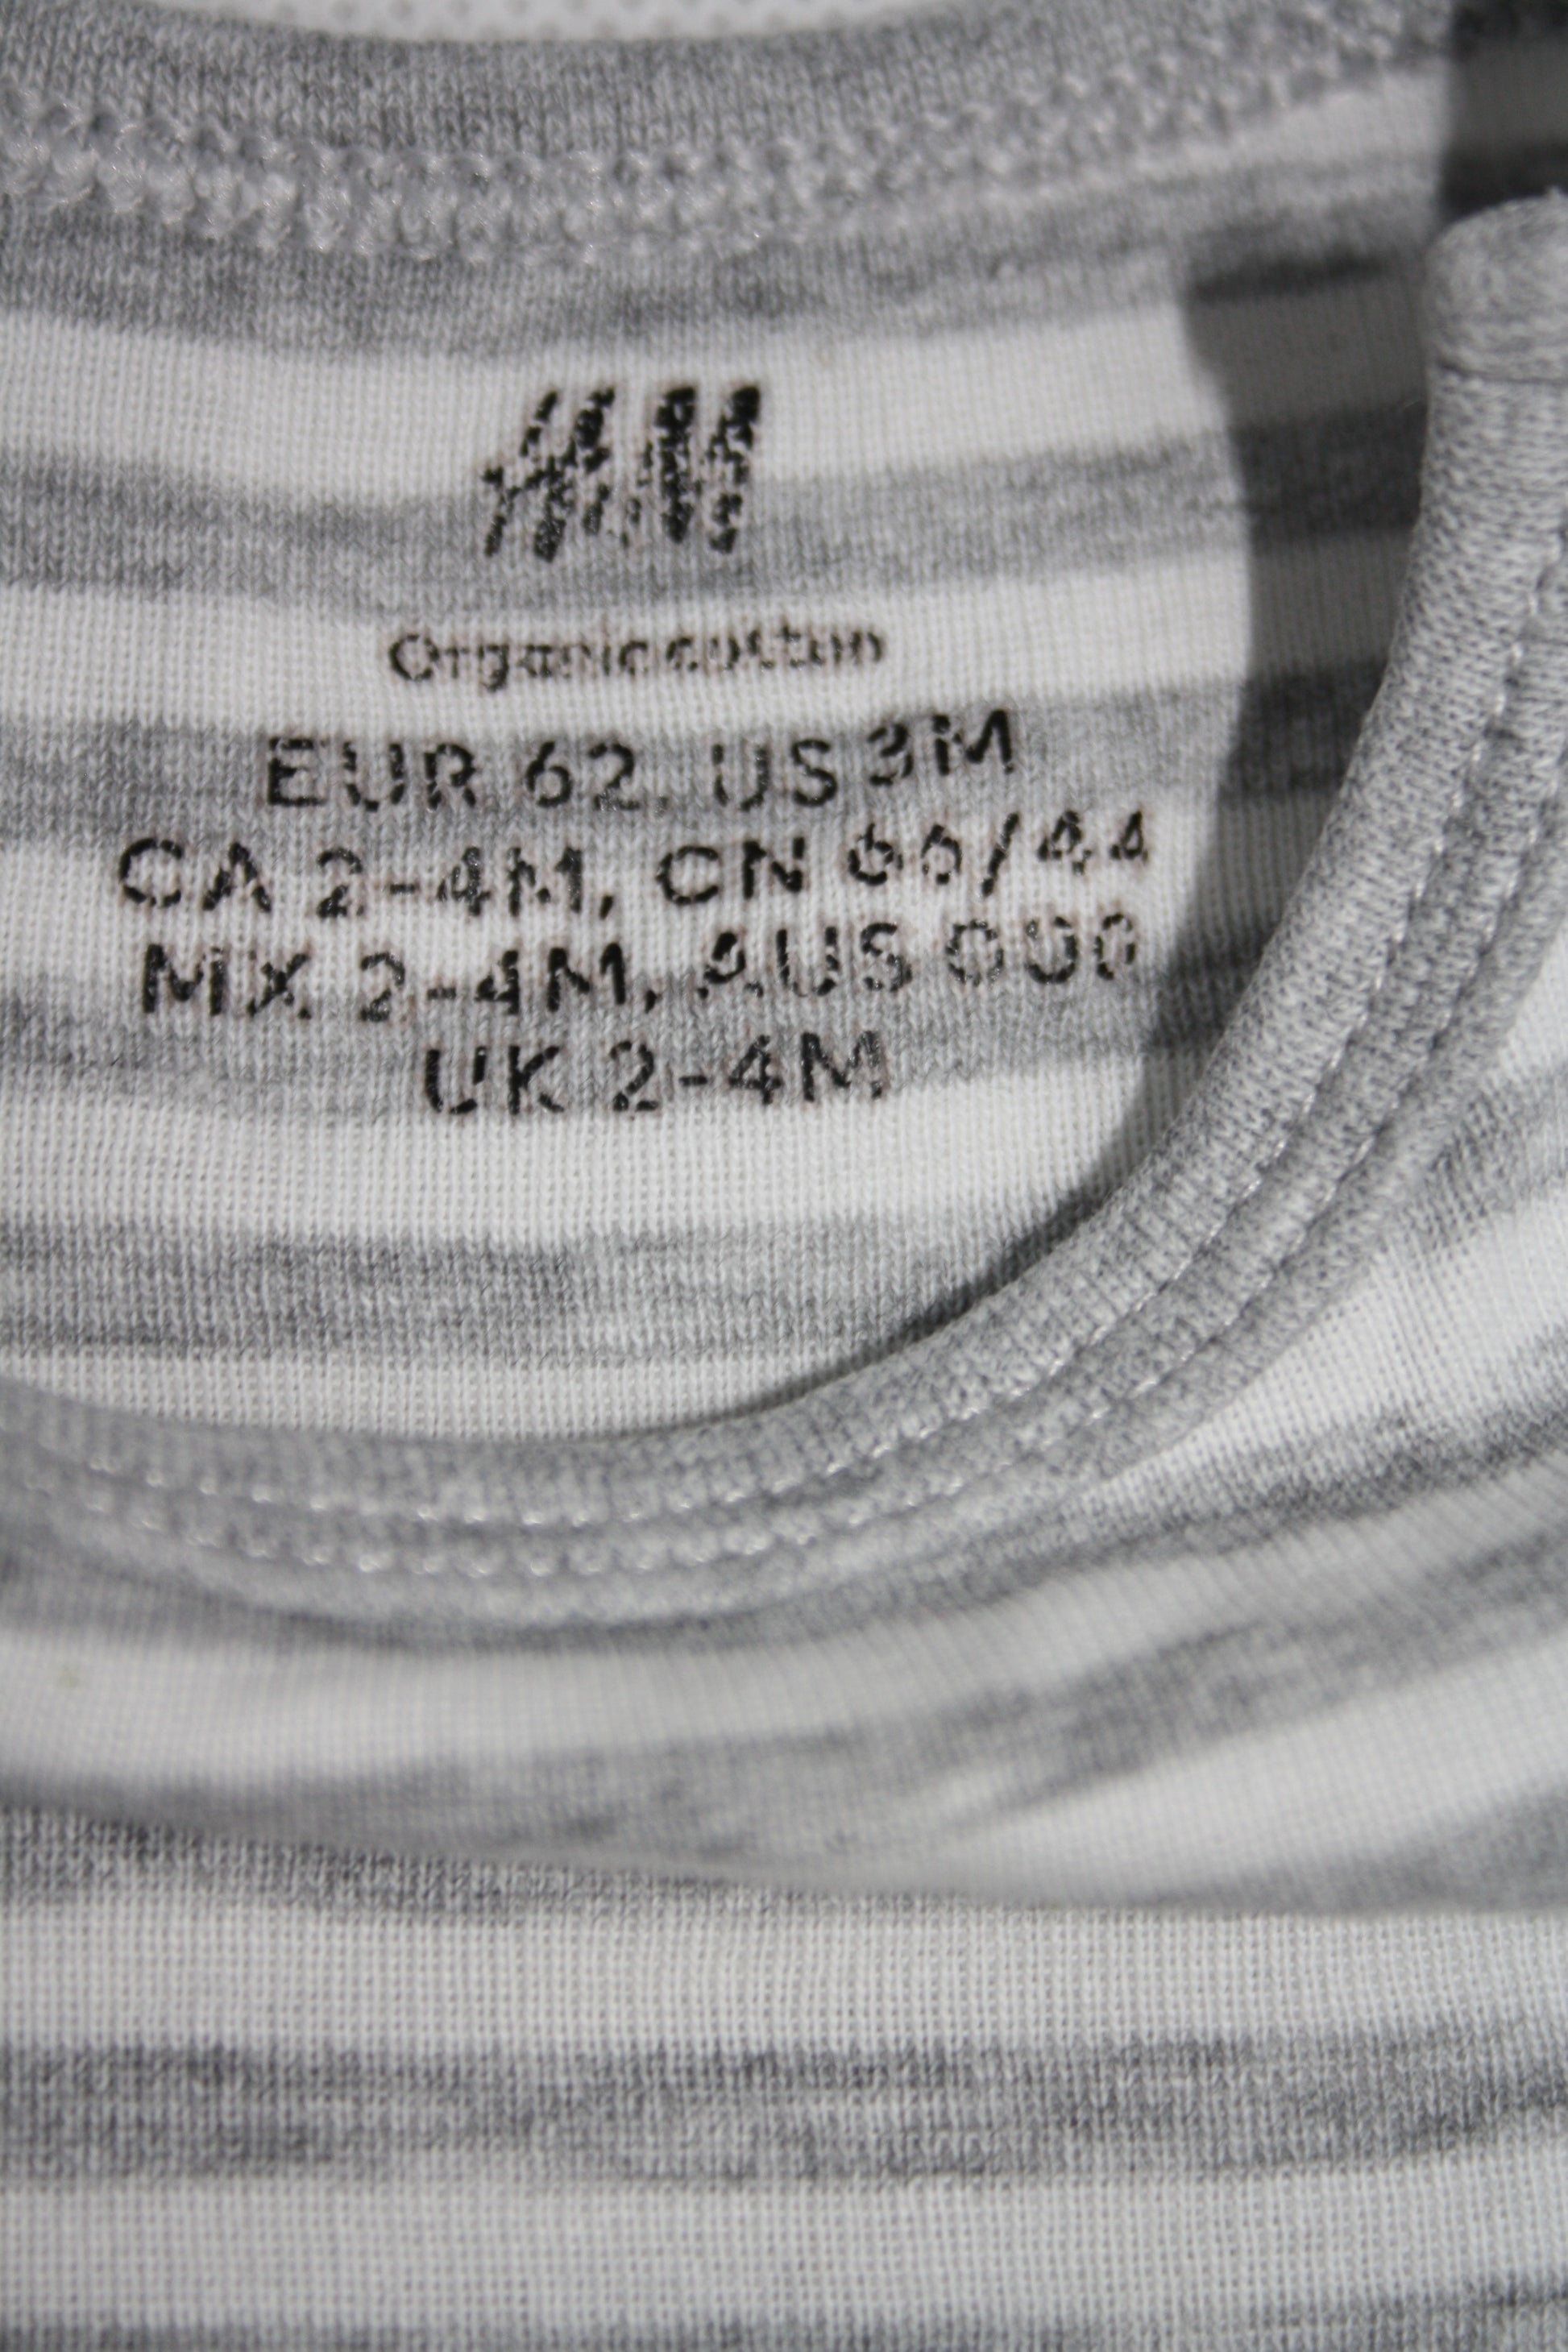 H&M
Organic cotton
EUR 62, US 3M
CA 2-4M, CN 66/44
MX 2-4M, AUS 000
UK 2-4M